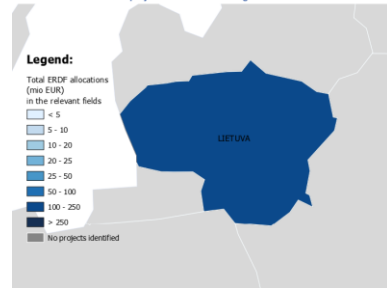 Legend:
Total ERDF allocations
(mio EUR)
in the relevant fields
< 5
5 - 10
10 - 20
20 - 25
25 - 50
50 - 100
100 - 250
> 250
No projects identified
LIETUVA